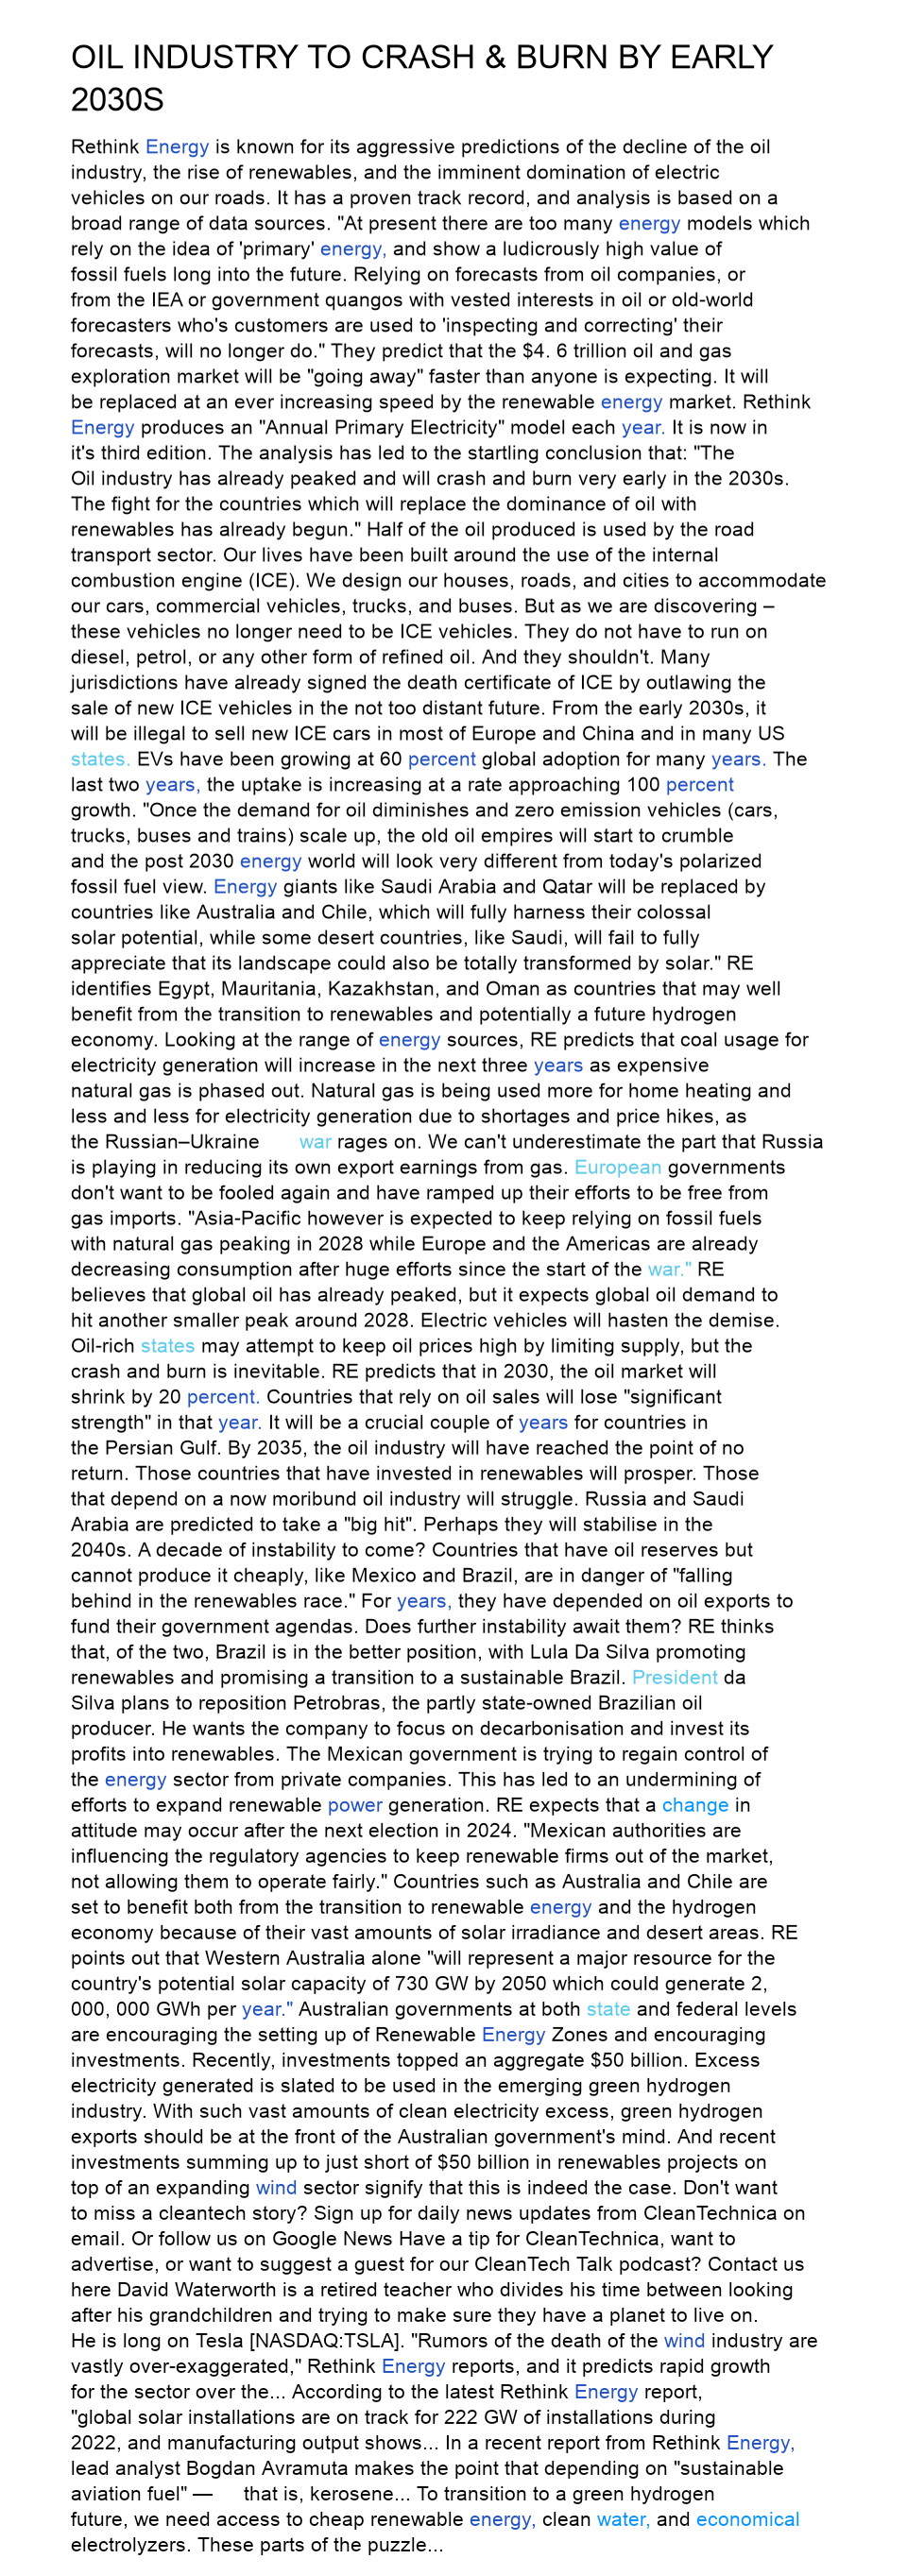 OIL INDUSTRY TO CRASH & BURN BY EARLY
2030S
Rethink Energy is known for its aggressive predictions of the decline of the oil
industry, the rise of renewables, and the imminent domination of electric
vehicles on our roads. It has a proven track record, and analysis is based on a
broad range of data sources. "At present there are too many energy models which
rely on the idea of 'primary' energy, and show a ludicrously high value of
fossil fuels long into the future. Relying on forecasts from oil companies, or
from the IEA or government quangos with vested interests in oil or old-world
forecasters who's customers are used to 'inspecting and correcting' their
forecasts, will no longer do." They predict that the $4. 6 trillion oil and gas
exploration market will be "going away" faster than anyone is expecting. It will
be replaced at an ever increasing speed by the renewable energy market. Rethink
Energy produces an "Annual Primary Electricity" model each year. It is now in
it's third edition. The analysis has led to the startling conclusion that: "The
Oil industry has already peaked and will crash and burn very early in the 2030s.
The fight for the countries which will replace the dominance of oil with
renewables has already begun." Half of the oil produced is used by the road
transport sector. Our lives have been built around the use of the internal
combustion engine (ICE). We design our houses, roads, and cities to accommodate
our cars, commercial vehicles, trucks, and buses. But as we are discovering –
these vehicles no longer need to be ICE vehicles. They do not have to run on
diesel, petrol, or any other form of refined oil. And they shouldn't. Many
jurisdictions have already signed the death certificate of ICE by outlawing the
sale of new ICE vehicles in the not too distant future. From the early 2030s, it
will be illegal to sell new ICE cars in most of Europe and China and in many US
states. EVs have been growing at 60 percent global adoption for many years. The
last two years, the uptake is increasing at a rate approaching 100 percent
growth. "Once the demand for oil diminishes and zero emission vehicles (cars,
trucks, buses and trains) scale up, the old oil empires will start to crumble
and the post 2030 energy world will look very different from today's polarized
fossil fuel view. Energy giants like Saudi Arabia and Qatar will be replaced by
countries like Australia and Chile, which will fully harness their colossal
solar potential, while some desert countries, like Saudi, will fail to fully
appreciate that its landscape could also be totally transformed by solar." RE
identifies Egypt, Mauritania, Kazakhstan, and Oman as countries that may well
benefit from the transition to renewables and potentially a future hydrogen
economy. Looking at the range of energy sources, RE predicts that coal usage for
electricity generation will increase in the next three years as expensive
natural gas is phased out. Natural gas is being used more for home heating and
less and less for electricity generation due to shortages and price hikes, as
the Russian–Ukraine war rages on. We can't underestimate the part that Russia
is playing in reducing its own export earnings from gas. European governments
don't want to be fooled again and have ramped up their efforts to be free from
gas imports. "Asia-Pacific however is expected to keep relying on fossil fuels
with natural gas peaking in 2028 while Europe and the Americas are already
decreasing consumption after huge efforts since the start of the war." RE
believes that global oil has already peaked, but it expects global oil demand to
hit another smaller peak around 2028. Electric vehicles will hasten the demise.
Oil-rich states may attempt to keep oil prices high by limiting supply, but the
crash and burn is inevitable. RE predicts that in 2030, the oil market will
shrink by 20 percent. Countries that rely on oil sales will lose "significant
strength" in that year. It will be a crucial couple of years for countries in
the Persian Gulf. By 2035, the oil industry will have reached the point of no
return. Those countries that have invested in renewables will prosper. Those
that depend on a now moribund oil industry will struggle. Russia and Saudi
Arabia are predicted to take a "big hit". Perhaps they will stabilise in the
2040s. A decade of instability to come? Countries that have oil reserves but
cannot produce it cheaply, like Mexico and Brazil, are in danger of "falling
behind in the renewables race." For years, they have depended on oil exports to
fund their government agendas. Does further instability await them? RE thinks
that, of the two, Brazil is in the better position, with Lula Da Silva promoting
renewables and promising a transition to a sustainable Brazil. President da
Silva plans to reposition Petrobras, the partly state-owned Brazilian oil
producer. He wants the company to focus on decarbonisation and invest its
profits into renewables. The Mexican government is trying to regain control of
the energy sector from private companies. This has led to an undermining of
efforts to expand renewable power generation. RE expects that a change in
attitude may occur after the next election in 2024. "Mexican authorities are
influencing the regulatory agencies to keep renewable firms out of the market,
not allowing them to operate fairly." Countries such as Australia and Chile are
set to benefit both from the transition to renewable energy and the hydrogen
economy because of their vast amounts of solar irradiance and desert areas. RE
points out that Western Australia alone "will represent a major resource for the
country's potential solar capacity of 730 GW by 2050 which could generate 2,
000, 000 GWh per year." Australian governments at both state and federal levels
are encouraging the setting up of Renewable Energy Zones and encouraging
investments. Recently, investments topped an aggregate $50 billion. Excess
electricity generated is slated to be used in the emerging green hydrogen
industry. With such vast amounts of clean electricity excess, green hydrogen
exports should be at the front of the Australian government's mind. And recent
investments summing up to just short of $50 billion in renewables projects on
top of an expanding wind sector signify that this is indeed the case. Don't want
to miss a cleantech story? Sign up for daily news updates from CleanTechnica on
email. Or follow us on Google News Have a tip for CleanTechnica, want to
advertise, or want to suggest a guest for our CleanTech Talk podcast? Contact us
here David Waterworth is a retired teacher who divides his time between looking
after his grandchildren and trying to make sure they have a planet to live on.
He is long on Tesla [NASDAQ:TSLA]. "Rumors of the death of the wind industry are
vastly over-exaggerated," Rethink Energy reports, and it predicts rapid growth
for the sector over the... According to the latest Rethink Energy report,
"global solar installations are on track for 222 GW of installations during
2022, and manufacturing output shows... In a recent report from Rethink Energy,
lead analyst Bogdan Avramuta makes the point that depending on "sustainable
aviation fuel" — that is, kerosene... To transition to a green hydrogen
future, we need access to cheap renewable energy, clean water, and economical
electrolyzers. These parts of the puzzle...